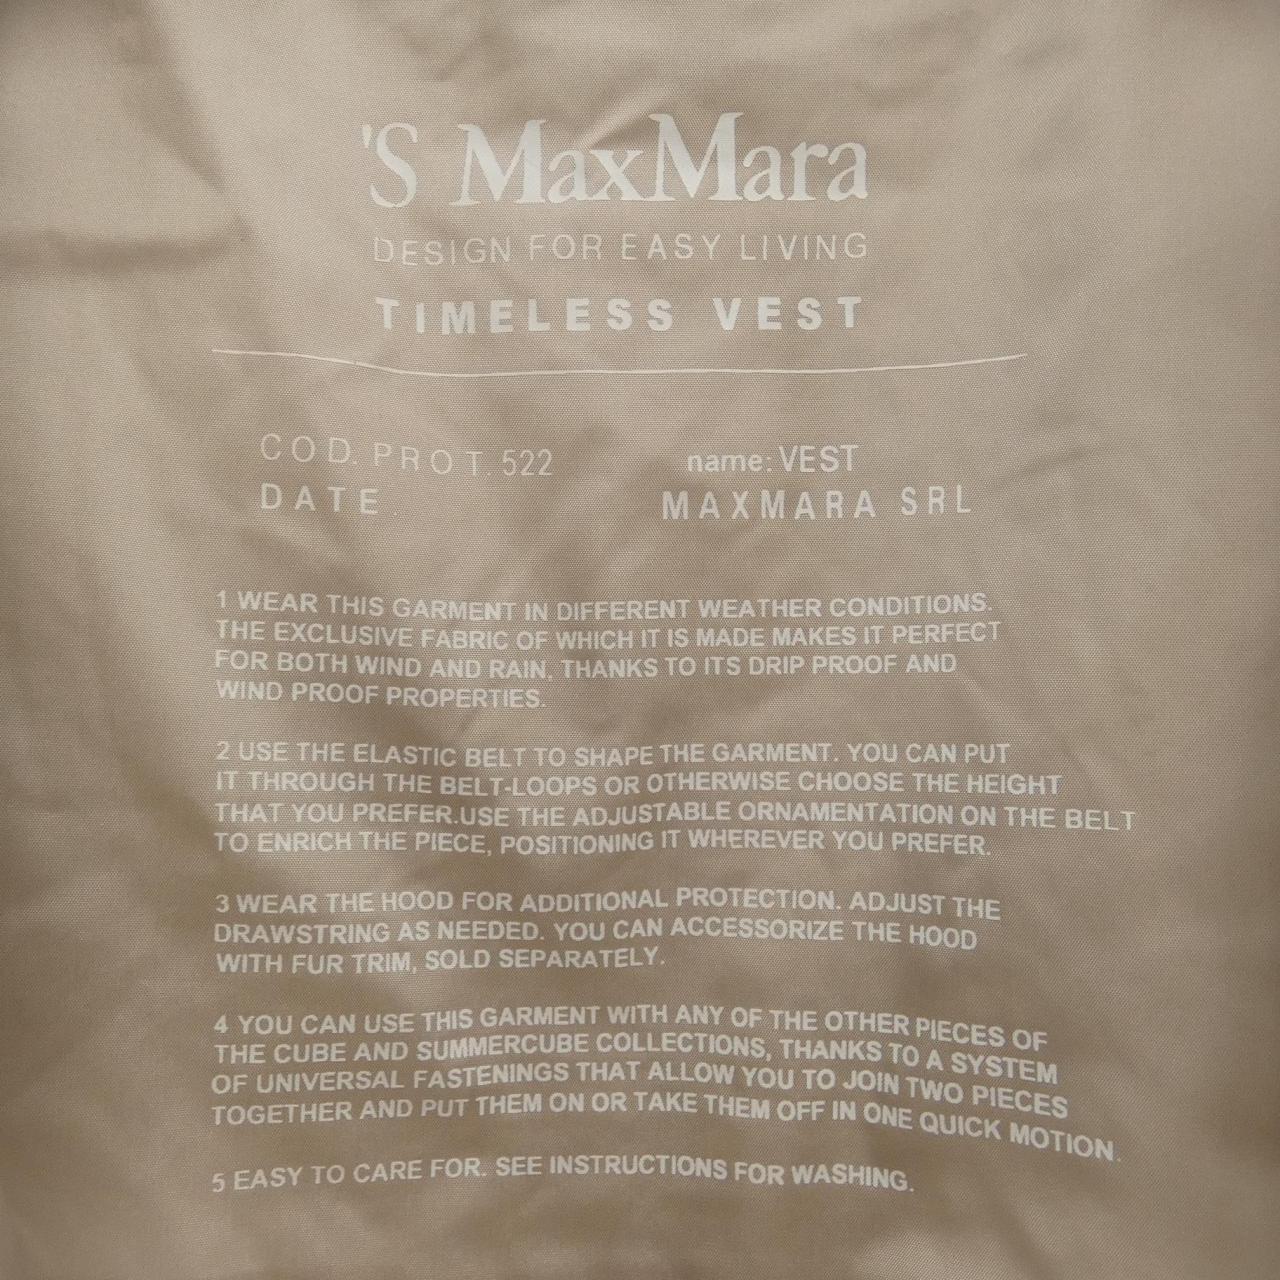 'S MaxMara
DESIGN FOR EASY LIVING
TIMELESS VEST
COD. PROT. 522 name: VEST
DATE MAXMARA SRL
1 WEAR THIS GARMENT IN DIFFERENT WEATHER CONDITIONS.
THE EXCLUSIVE FABRIC OF WHICH IT IS MADE MAKES IT PERFECT
FOR BOTH WIND AND RAIN, THANKS TO ITS DRIP PROOF AND
WIND PROOF PROPERTIES.
2 USE THE ELASTIC BELT TO SHAPE THE GARMENT. YOU CAN PUT
IT THROUGH THE BELT-LOOPS OR OTHERWISE CHOOSE THE HEIGHT
THAT YOU PREFER.USE THE ADJUSTABLE ORNAMENTATION ON THE BELT
TO ENRICH THE PIECE, POSITIONING IT WHEREVER YOU PREFER.
3 WEAR THE HOOD FOR ADDITIONAL PROTECTION. ADJUST THE
DRAWSTRING AS NEEDED. YOU CAN ACCESSORIZE THE HOOD
WITH FUR TRIM, SOLD SEPARATELY.
4 YOU CAN USE THIS GARMENT WITH ANY OF THE OTHER PIECES OF
THE CUBE AND SUMMERCUBE COLLECTIONS, THANKS TO A SYSTEM
OF UNIVERSAL FASTENINGS THAT ALLOW YOU TO JOIN TWO PIECES
TOGETHER AND PUT THEM ON OR TAKE THEM OFF IN ONE QUICK MOTION.
5 EASY TO CARE FOR. SEE INSTRUCTIONS FOR WASHING.